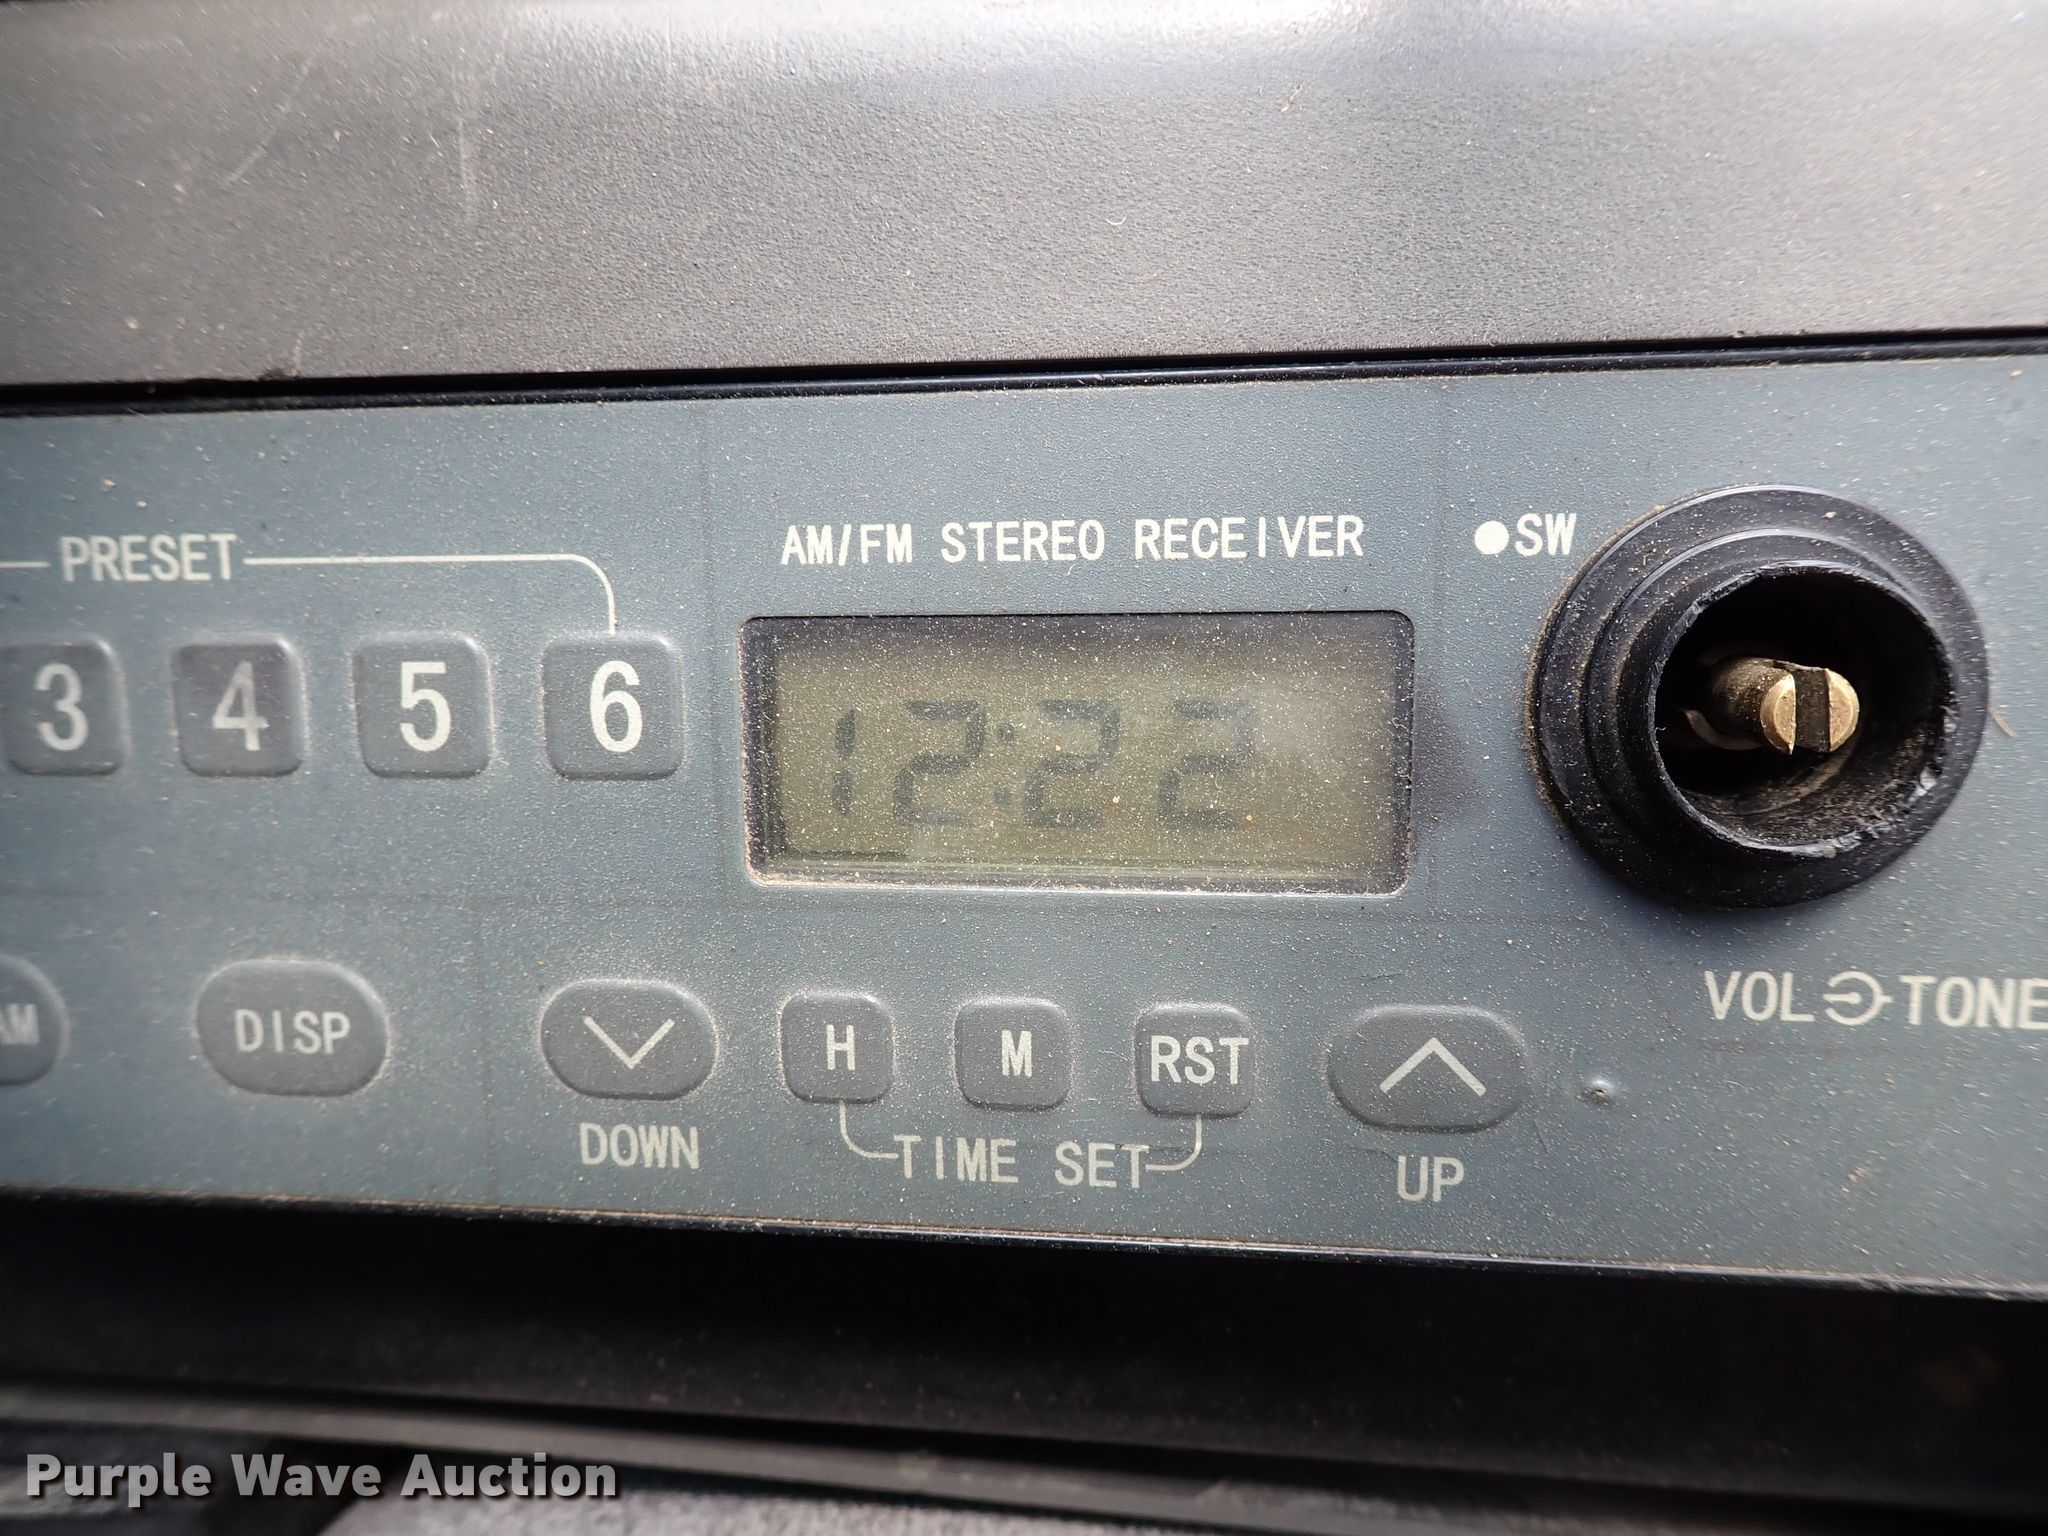 PRESET
AM/FM STEREO RECEIVER
●SW
3 4 5 6
12:22
AM DISP
H M RST
VOL TONE
DOWN
TIME SET
UP
Purple Wave Auction